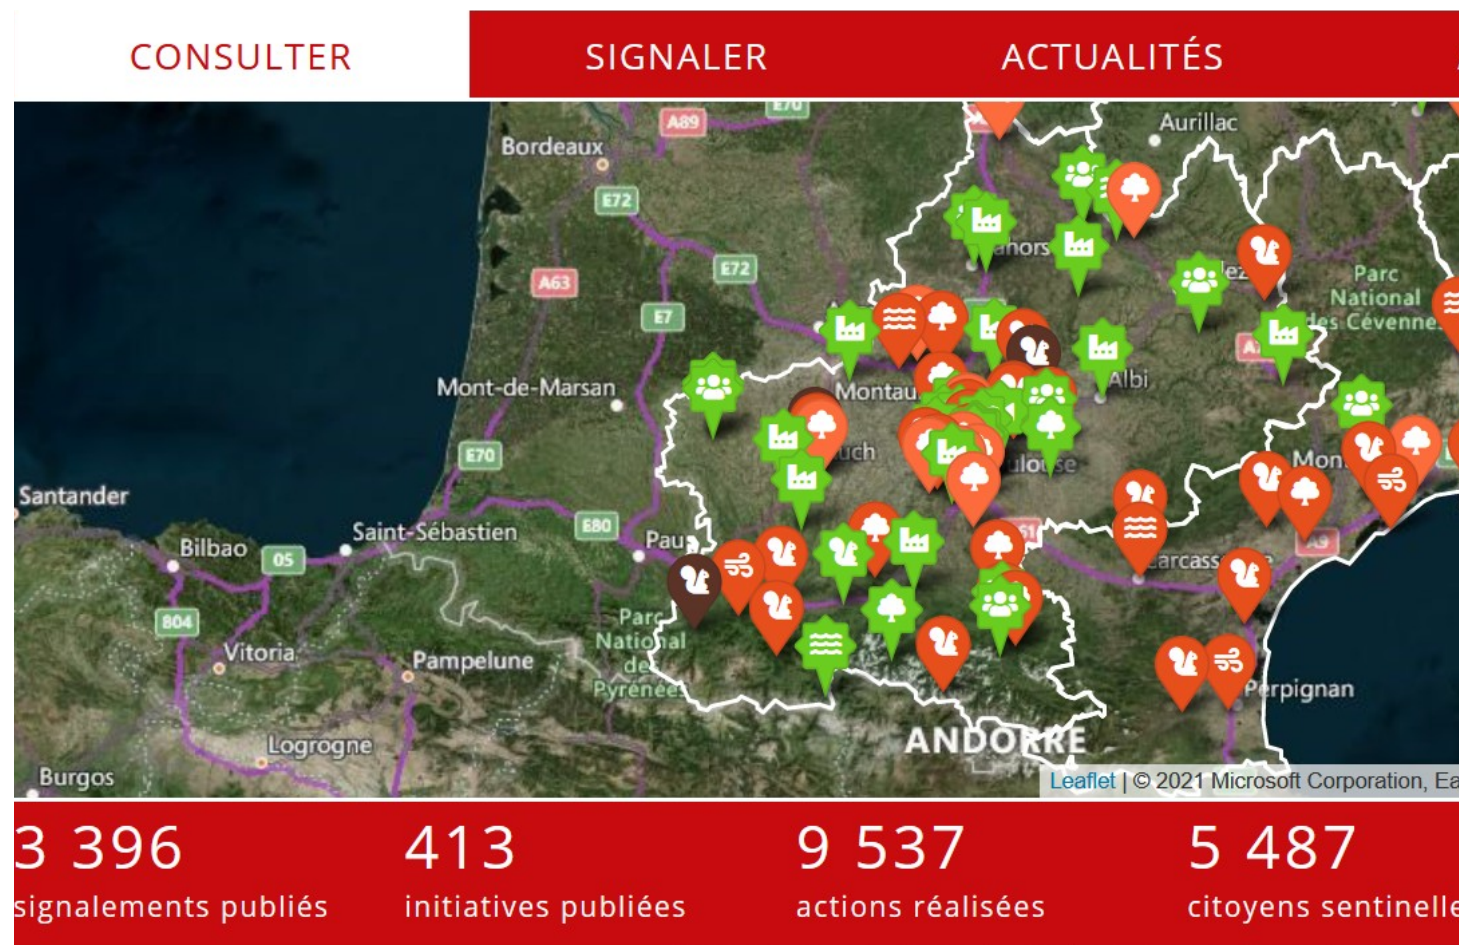 CONSULTER SIGNALER ACTUALITÉS
E70
A89
Aurillac
Bordeaux
E72
E72
A63
E7
Parc
National
des Cévenne
Mont-de-Marsan
Montau
Albi
E70
Santander
Saint-Sébastien
E80
Bilbao
05
Pau
A9
804
Parc
National
de
Pyrénées
Vitoria
Pampelune
Perpignan
Logrogne
ANDORRE
Burgos
Leaflet | © 2021 Microsoft Corporation, Ea
3 396 413 9 537 5 487
signalements publiés initiatives publiées actions réalisées citoyens sentinelle